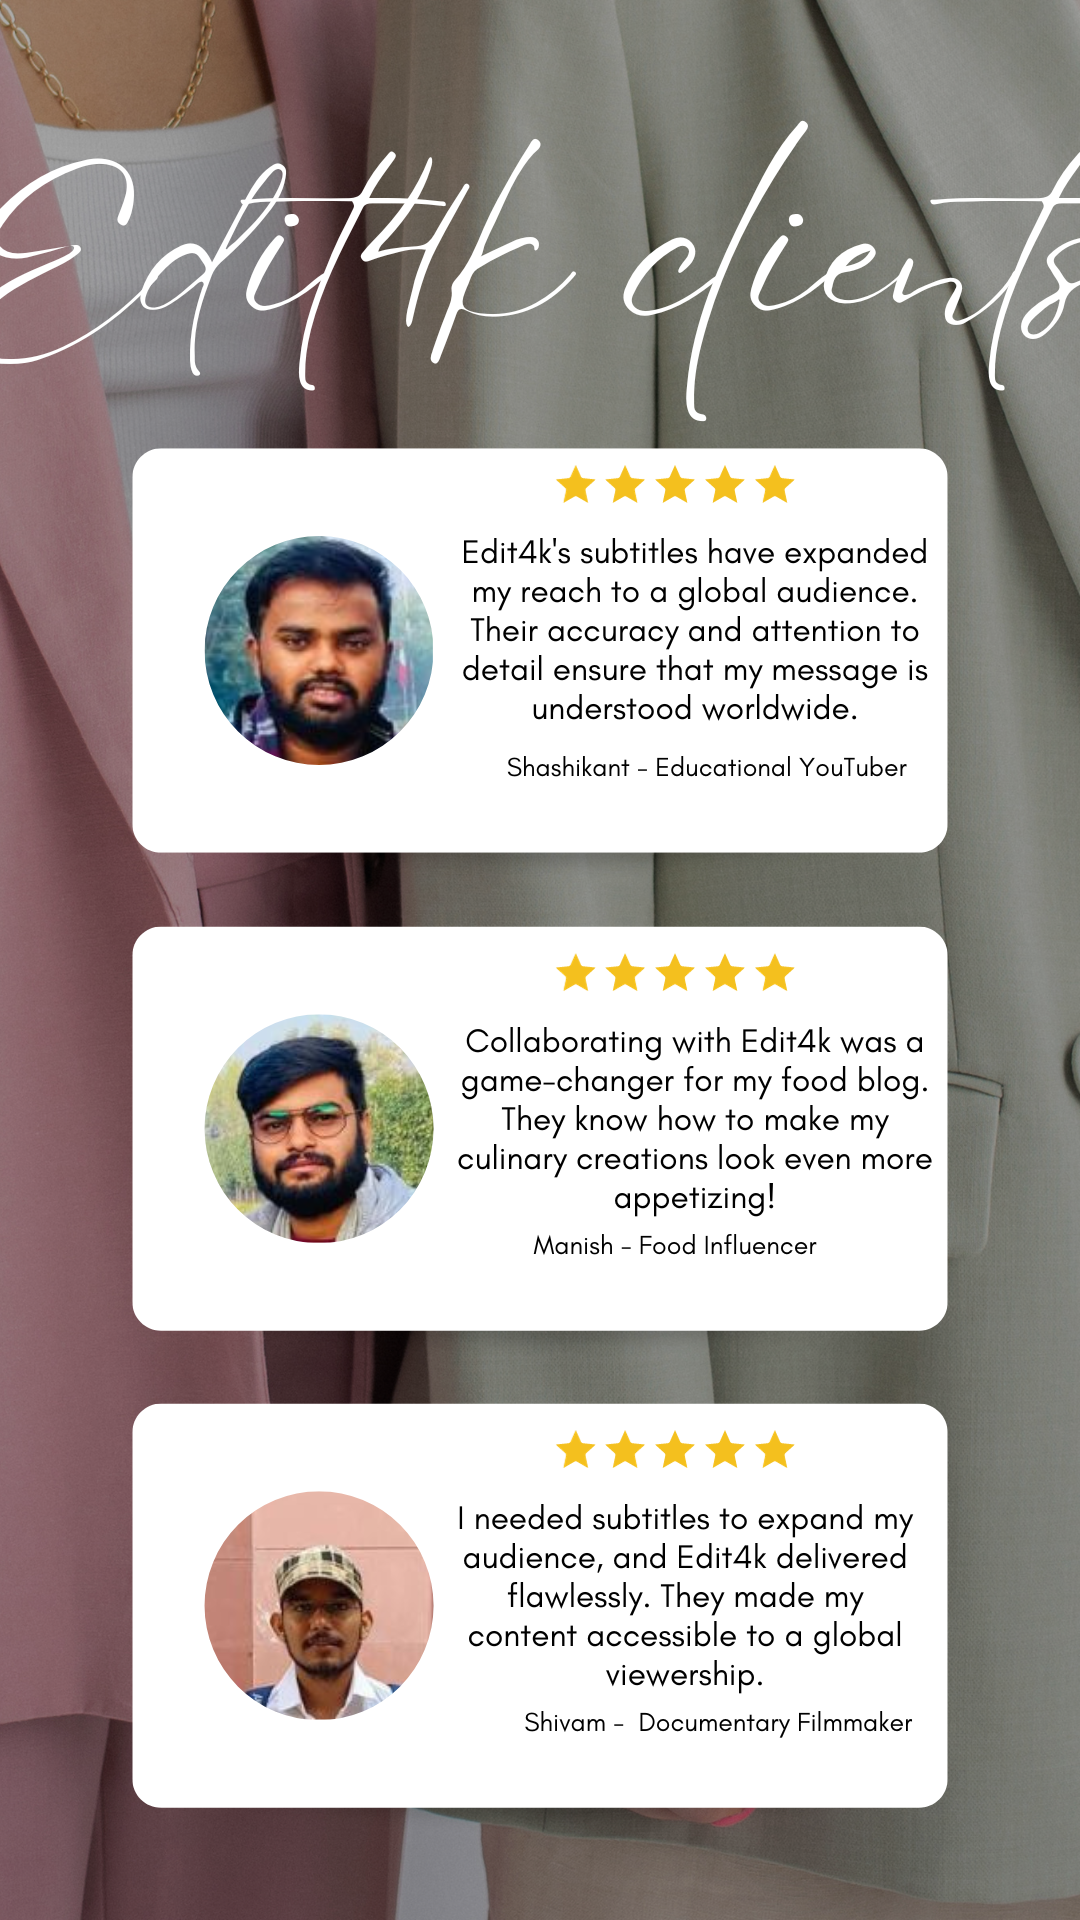 Edit4k clients
Edit4k's subtitles have expanded
my reach to a global audience.
Their accuracy and attention to
detail ensure that my message is
understood worldwide.
Shashikant - Educational YouTuber
Collaborating with Edit4k was a
game-changer for my food blog.
They know how to make my
culinary creations look even more
appetizing!
Manish - Food Influencer
I needed subtitles to expand my
audience, and Edit4k delivered
flawlessly. They made my
content accessible to a global
viewership.
Shivam - Documentary Filmmaker